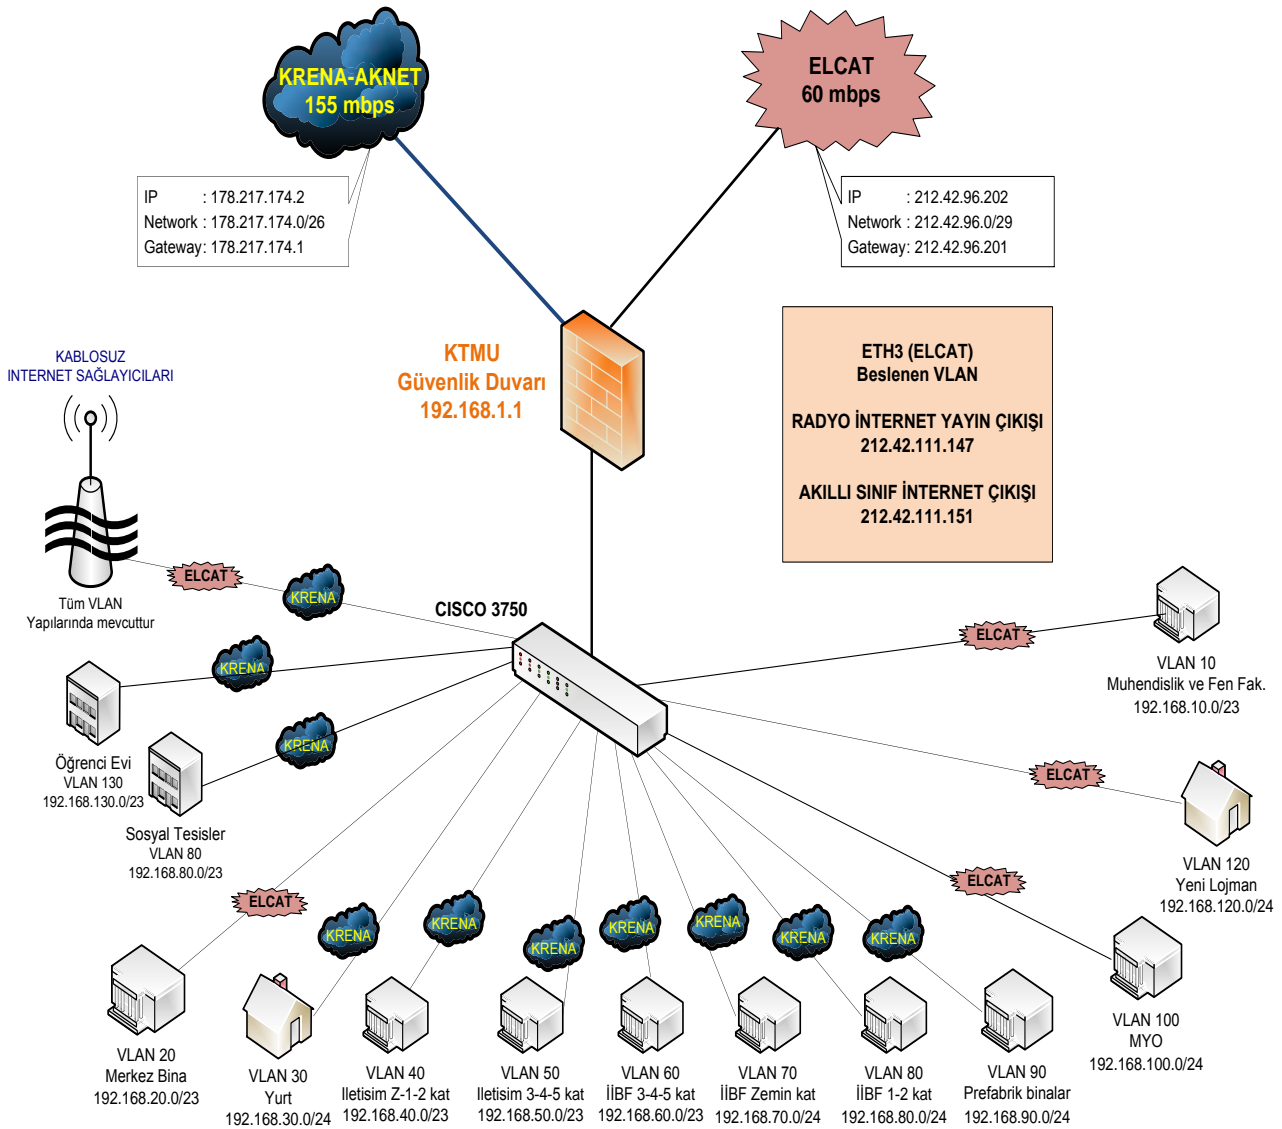 KRENA-AKNET
155 mbps
ELCAT
60 mbps
IP : 178.217.174.2
Network : 178.217.174.0/26
Gateway: 178.217.174.1
IP : 212.42.96.202
Network : 212.42.96.0/29
Gateway: 212.42.96.201
KTMU
Güvenlik Duvarı
192.168.1.1
ETH3 (ELCAT)
Beslenen VLAN
RADYO İNTERNET YAYIN ÇIKIŞI
212.42.111.147
AKILLI SINIF İNTERNET ÇIKIŞI
212.42.111.151
KABLOSUZ
INTERNET SAĞLAYICILARI
Tüm VLAN
Yapılarında mevcuttur
ELCAT
KRENA
CISCO 3750
KRENA
Öğrenci Evi
VLAN 130
192.168.130.0/23
KRENA
Sosyal Tesisler
VLAN 80
192.168.80.0/23
ELCAT
VLAN 10
Muhendislik ve Fen Fak.
192.168.10.0/23
ELCAT
VLAN 120
Yeni Lojman
192.168.120.0/24
ELCAT
VLAN 100
MYO
192.168.100.0/24
ELCAT
VLAN 20
Merkez Bina
192.168.20.0/23
KRENA
VLAN 30
Yurt
192.168.30.0/24
KRENA
VLAN 40
Iletisim Z-1-2 kat
192.168.40.0/23
KRENA
VLAN 50
Iletisim 3-4-5 kat
192.168.50.0/23
KRENA
VLAN 60
İİBF 3-4-5 kat
192.168.60.0/23
KRENA
VLAN 70
İİBF Zemin kat
192.168.70.0/24
KRENA
VLAN 80
İİBF 1-2 kat
192.168.80.0/24
KRENA
VLAN 90
Prefabrik binalar
192.168.90.0/24